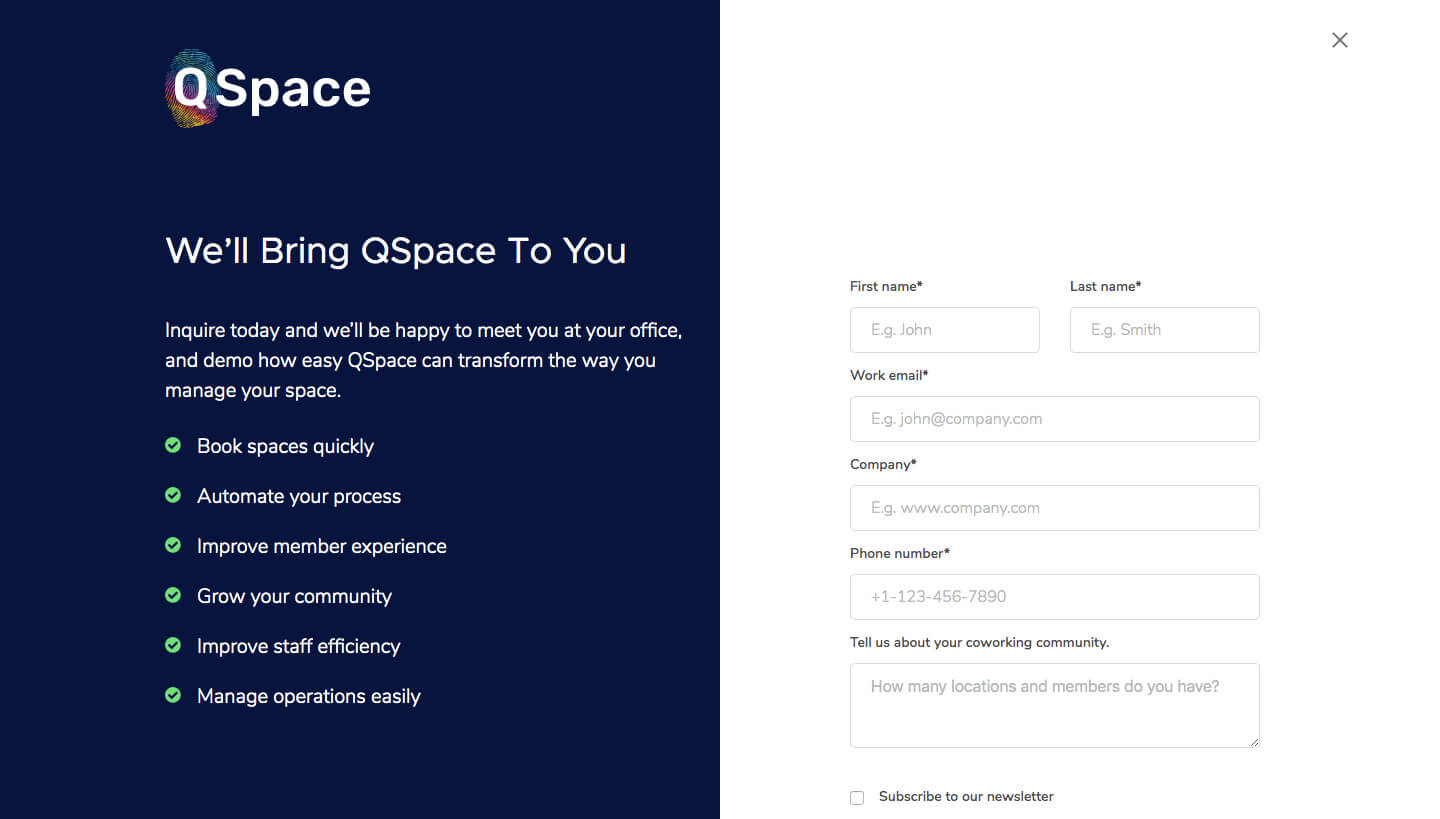 QSpace
We’ll Bring QSpace To You
Inquire today and we’ll be happy to meet you at your office,
and demo how easy QSpace can transform the way you
manage your space.
Book spaces quickly
Automate your process
Improve member experience
Grow your community
Improve staff efficiency
Manage operations easily
First name*
Last name*
E.g. John
E.g. Smith
Work email*
E.g. john@company.com
Company*
E.g. www.company.com
Phone number*
+1-123-456-7890
Tell us about your coworking community.
How many locations and members do you have?
Subscribe to our newsletter